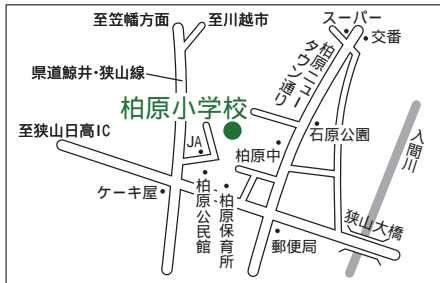 至笠幡方面
至川越市
スーパー
交番
県道鯨井・狭山線
柏原ニュータウン通り
柏原小学校
至狭山日高IC
JA
柏原中
石原公園
入間川
ケーキ屋
柏原公民館
柏原保育所
狭山大橋
郵便局